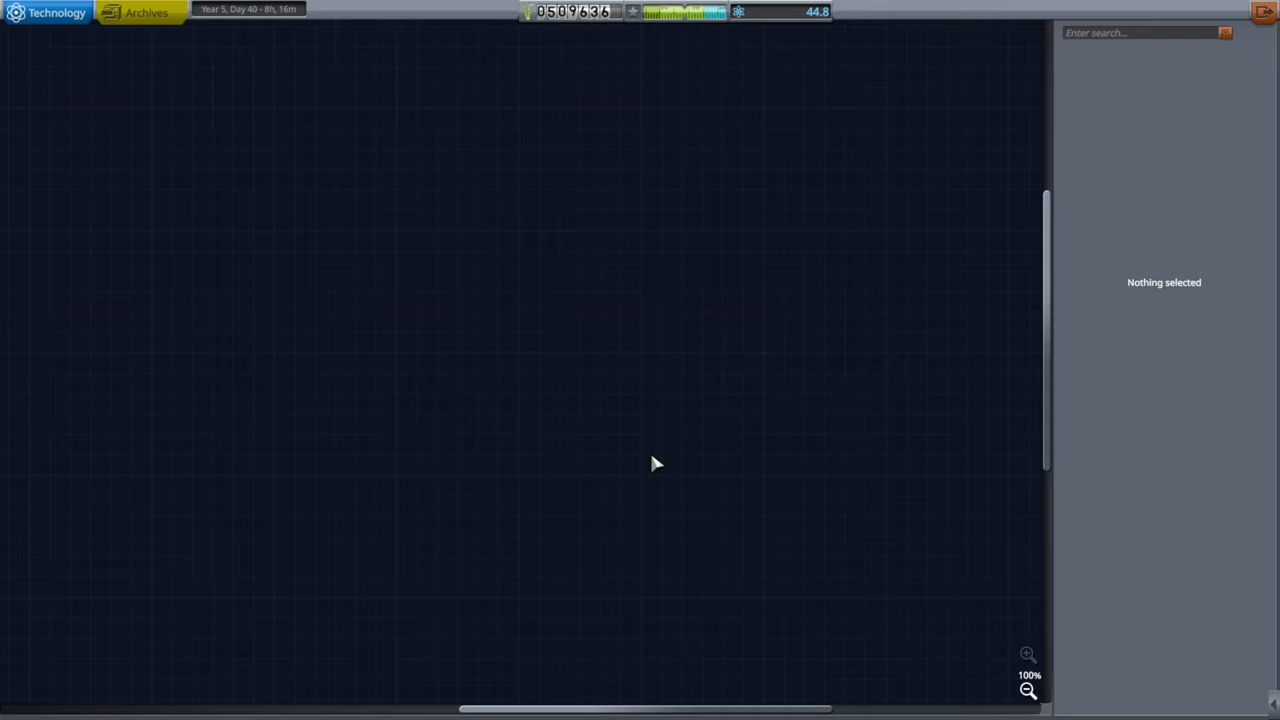 Technology
Archives
Year 5, Day 40 - 8h, 16m
0509636
44.8
Enter search...
Nothing selected
100%